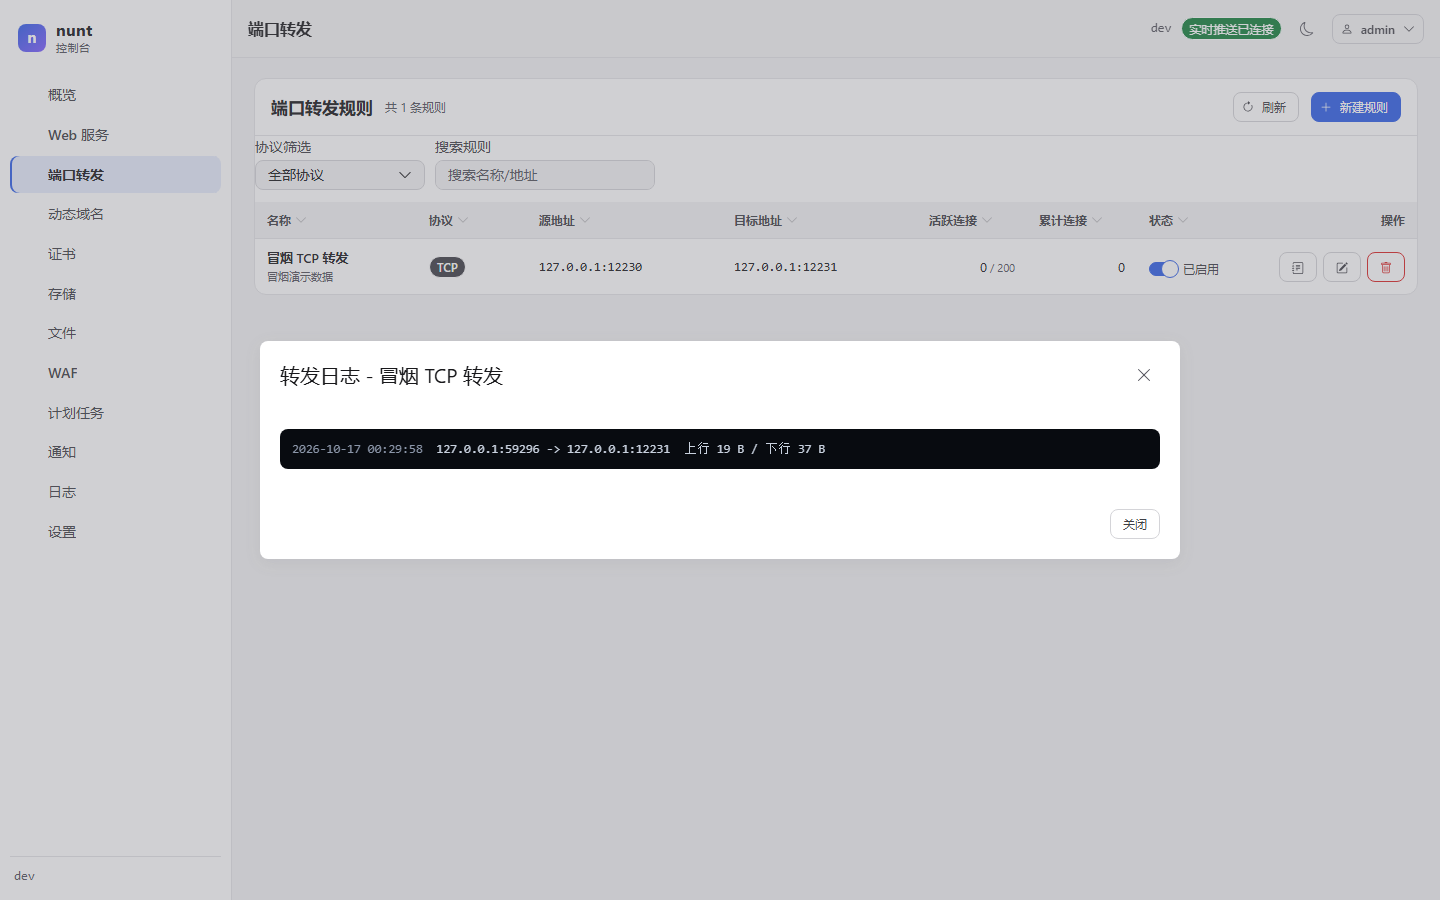 n
nunt
控制台
概览
Web 服务
端口转发
动态域名
证书
存储
文件
WAF
计划任务
通知
日志
设置
dev
端口转发
dev
实时推送已连接
admin
端口转发规则
共 1 条规则
刷新
新建规则
协议筛选
搜索规则
全部协议
搜索名称/地址
名称
协议
源地址
目标地址
活跃连接
累计连接
状态
操作
冒烟 TCP 转发
冒烟演示数据
TCP
127.0.0.1:12230
127.0.0.1:12231
0 / 200
0
已启用
转发日志 - 冒烟 TCP 转发
2026-10-17 00:29:58 127.0.0.1:59296 -> 127.0.0.1:12231 上行 19 B / 下行 37 B
关闭